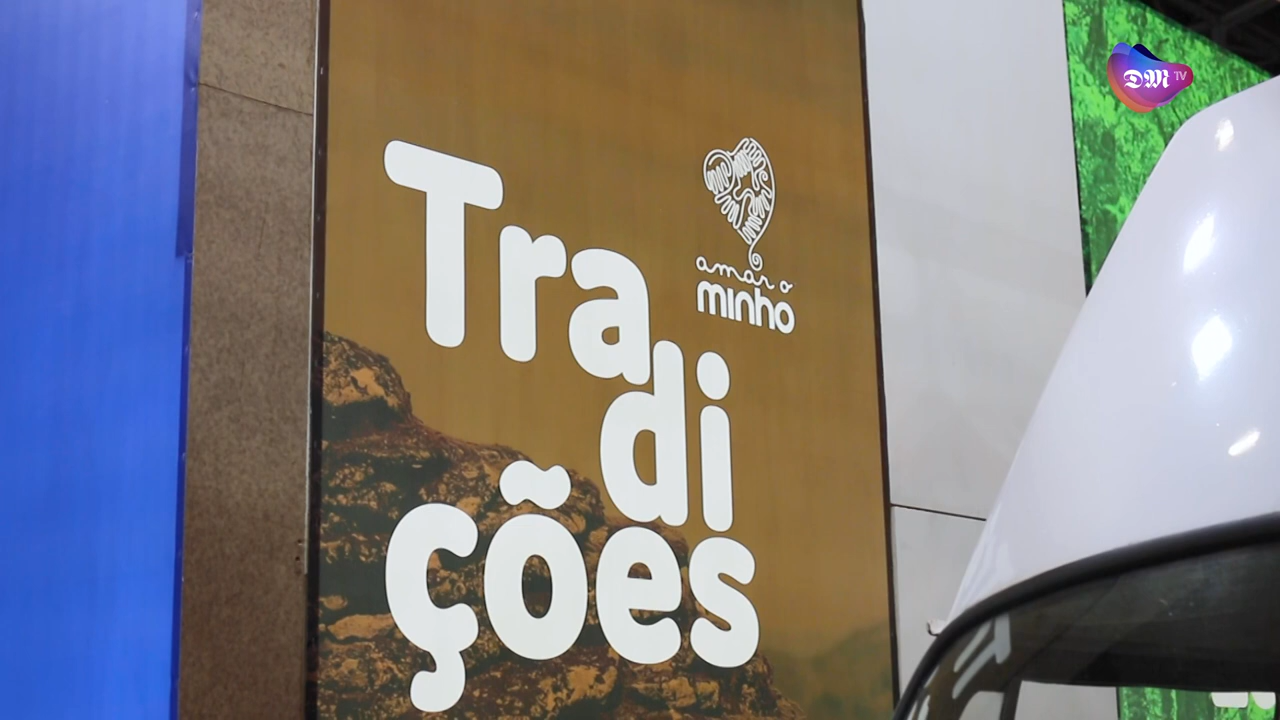 DM TV
Tra
di
ções
amar o
minho